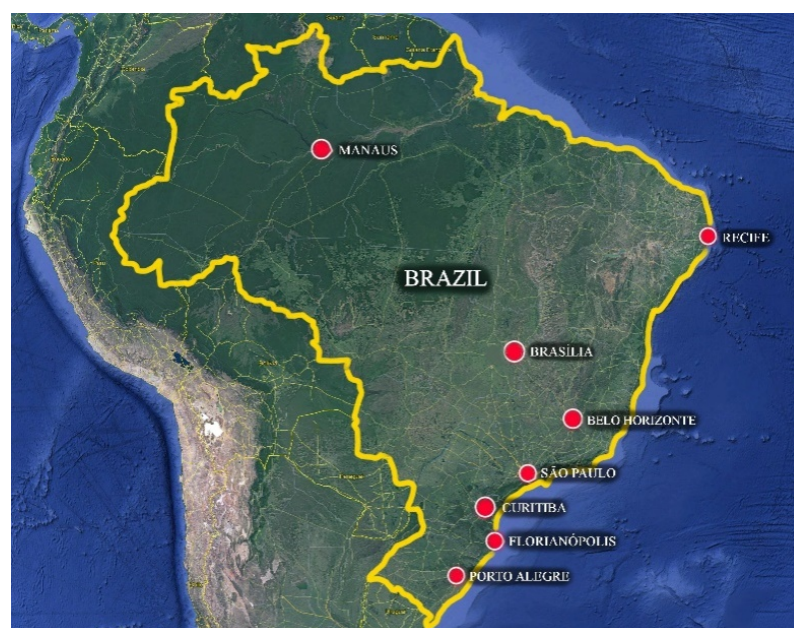 MANAUS
RECIFE
BRAZIL
BRASÍLIA
BELO HORIZONTE
SÃO PAULO
CURITIBA
FLORIANÓPOLIS
PORTO ALEGRE